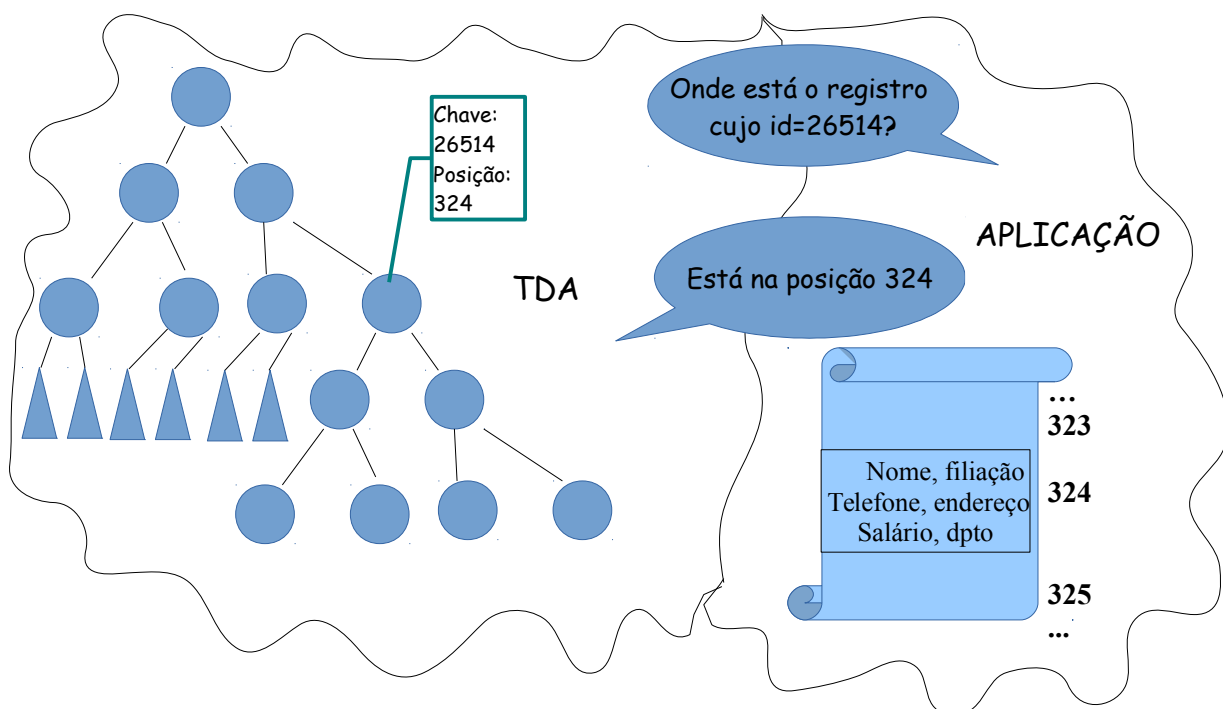 Onde está o registro
cujo id=26514?
Chave:
26514
Posição:
324
APLICAÇÃO
TDA
Está na posição 324
...
323
Nome, filiação
324
Telefone, endereço
Salário, dpto
325
...